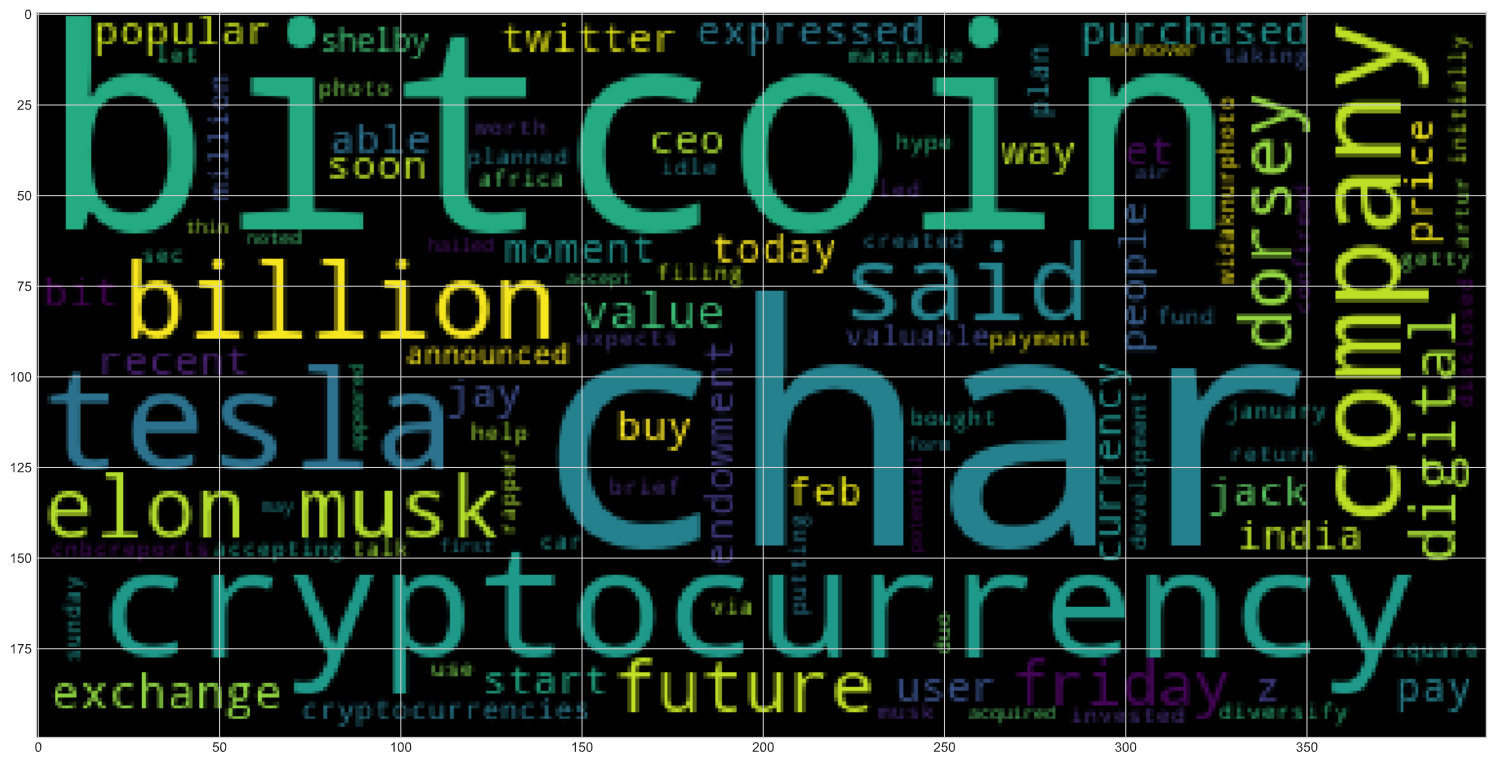 0
popular
shelby
twitter
expressed
purchased
let
maximize
moreover
taking
bitcoin
company
initially
million
photo
plan
25
able
soon
worth
planned
africa
ceo
idle
hype
way
et
air
led
widaknurphoto
dorsey
price
artur
getty
50
thin
noted
sec
hailed
moment
today
created
said
people
confirmed
accept
filing
75
bit
billion
value
valuable
payment
fund
expects
announced
recent
digital
disclosed
100
tesla
appeared
jay
help
char
buy
endowment
bought
form
currency
january
return
development
potential
125
elon musk
may
rapper
brief
feb
jack
india
cnbcreports
accepting
talk
first
car
putting
150
cryptocurrency
sunday
via
duo
175
square
exchange
use
start
future
user
friday
z
pay
cryptocurrencies
musk
acquired
invested
diversify
0 50 100 150 200 250 300 350